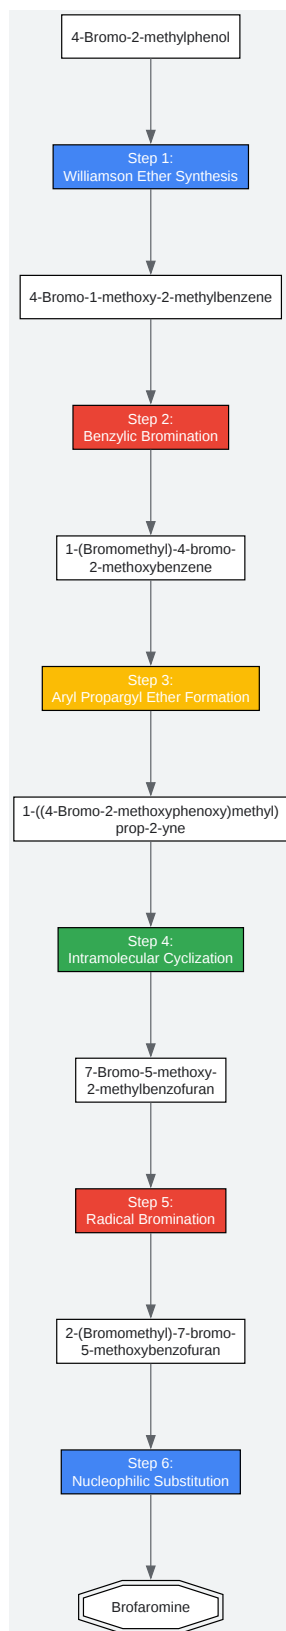 4-Bromo-2-methylphenol
Step 1:
Williamson Ether Synthesis
4-Bromo-1-methoxy-2-methylbenzene
Step 2:
Benzylic Bromination
1-(Bromomethyl)-4-bromo-
2-methoxybenzene
Step 3:
Aryl Propargyl Ether Formation
1-((4-Bromo-2-methoxyphenoxy)methyl)
prop-2-yne
Step 4:
Intramolecular Cyclization
7-Bromo-5-methoxy-
2-methylbenzofuran
Step 5:
Radical Bromination
2-(Bromomethyl)-7-bromo-
5-methoxybenzofuran
Step 6:
Nucleophilic Substitution
Brofaromine